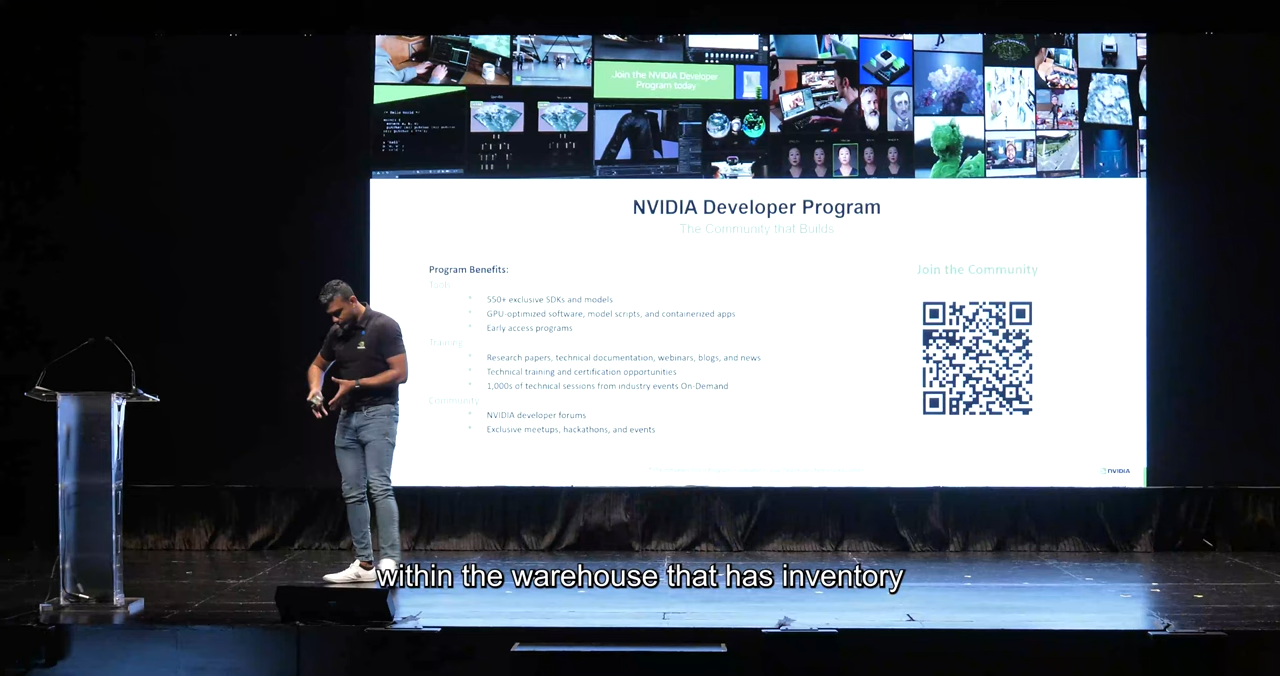 Join the NVIDIA Developer
Program today
NVIDIA Developer Program
The Community that Builds
Program Benefits:
Tools
* 550+ exclusive SDKs and models
* GPU-optimized software, model scripts, and containerized apps
* Early access programs
Training
* Research papers, technical documentation, webinars, blogs, and news
* Technical training and certification opportunities
* 1,000s of technical sessions from industry events On-Demand
Community
* NVIDIA developer forums
* Exclusive meetups, hackathons, and events
Join the Community
NVIDIA
within the warehouse that has inventory